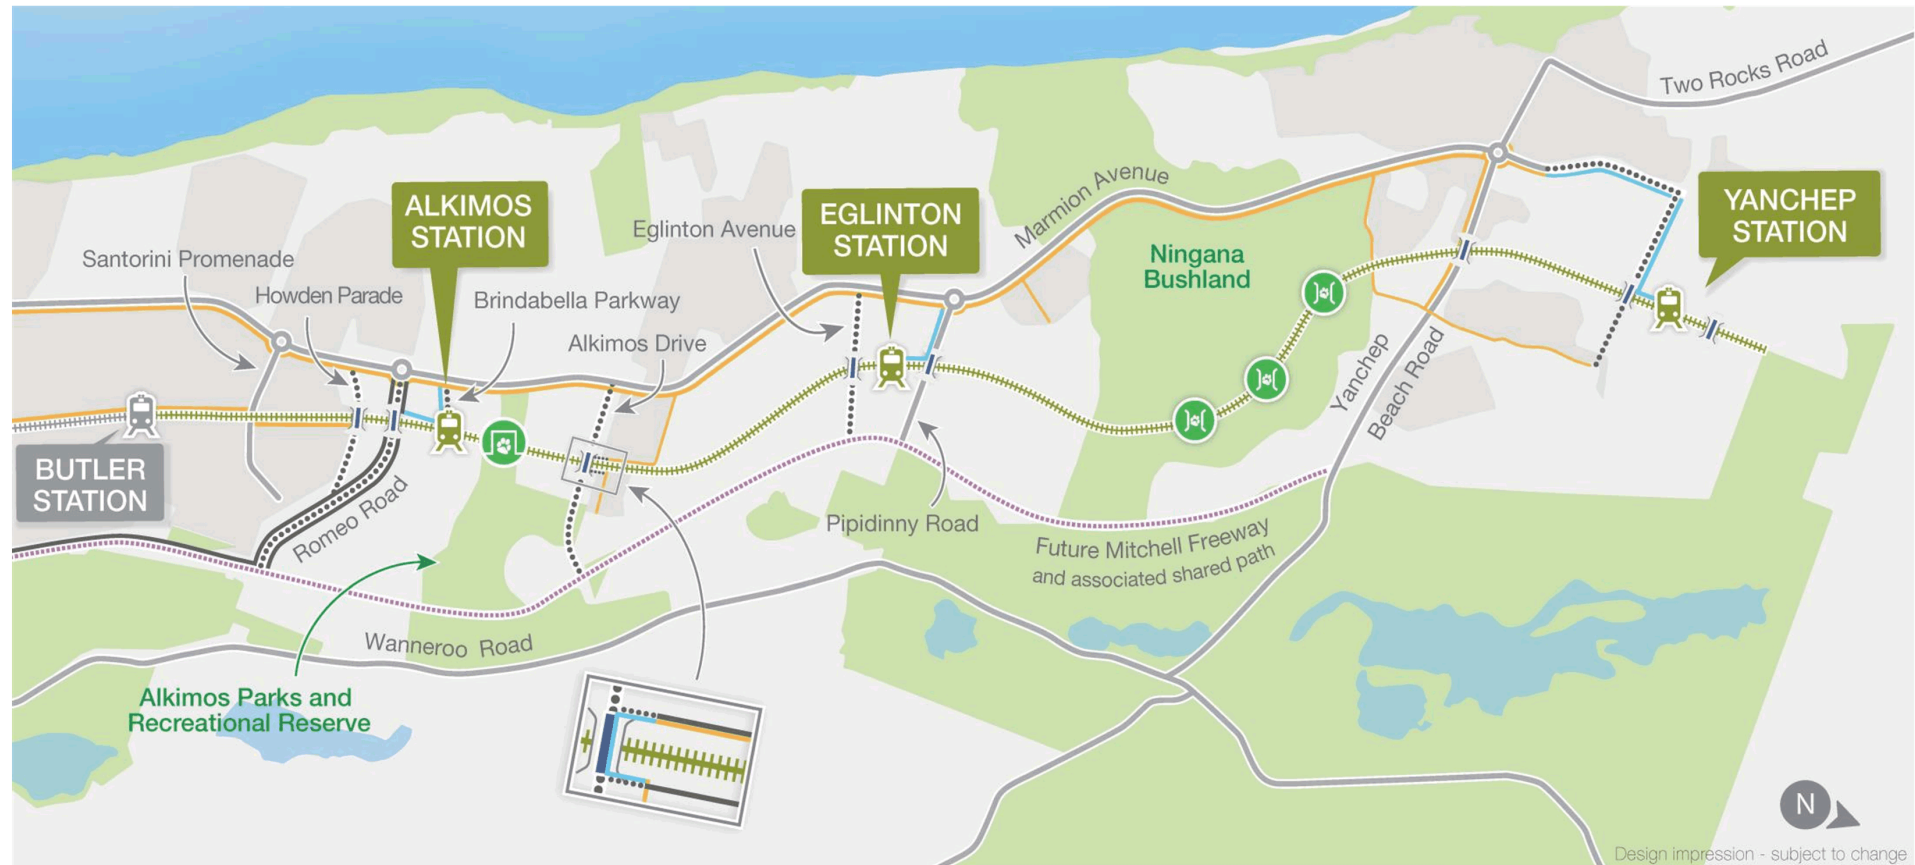 Two Rocks Road
ALKIMOS
STATION
EGLINTON
STATION
YANCHEP
STATION
Marmion Avenue
Eglinton Avenue
Santorini Promenade
Howden Parade
Brindabella Parkway
Alkimos Drive
Ningana
Bushland
Yanchep
Beach Road
BUTLER
STATION
Romeo Road
Pipidinny Road
Future Mitchell Freeway
and associated shared path
Wanneroo Road
Alkimos Parks and
Recreational Reserve
N
Design impression - subject to change